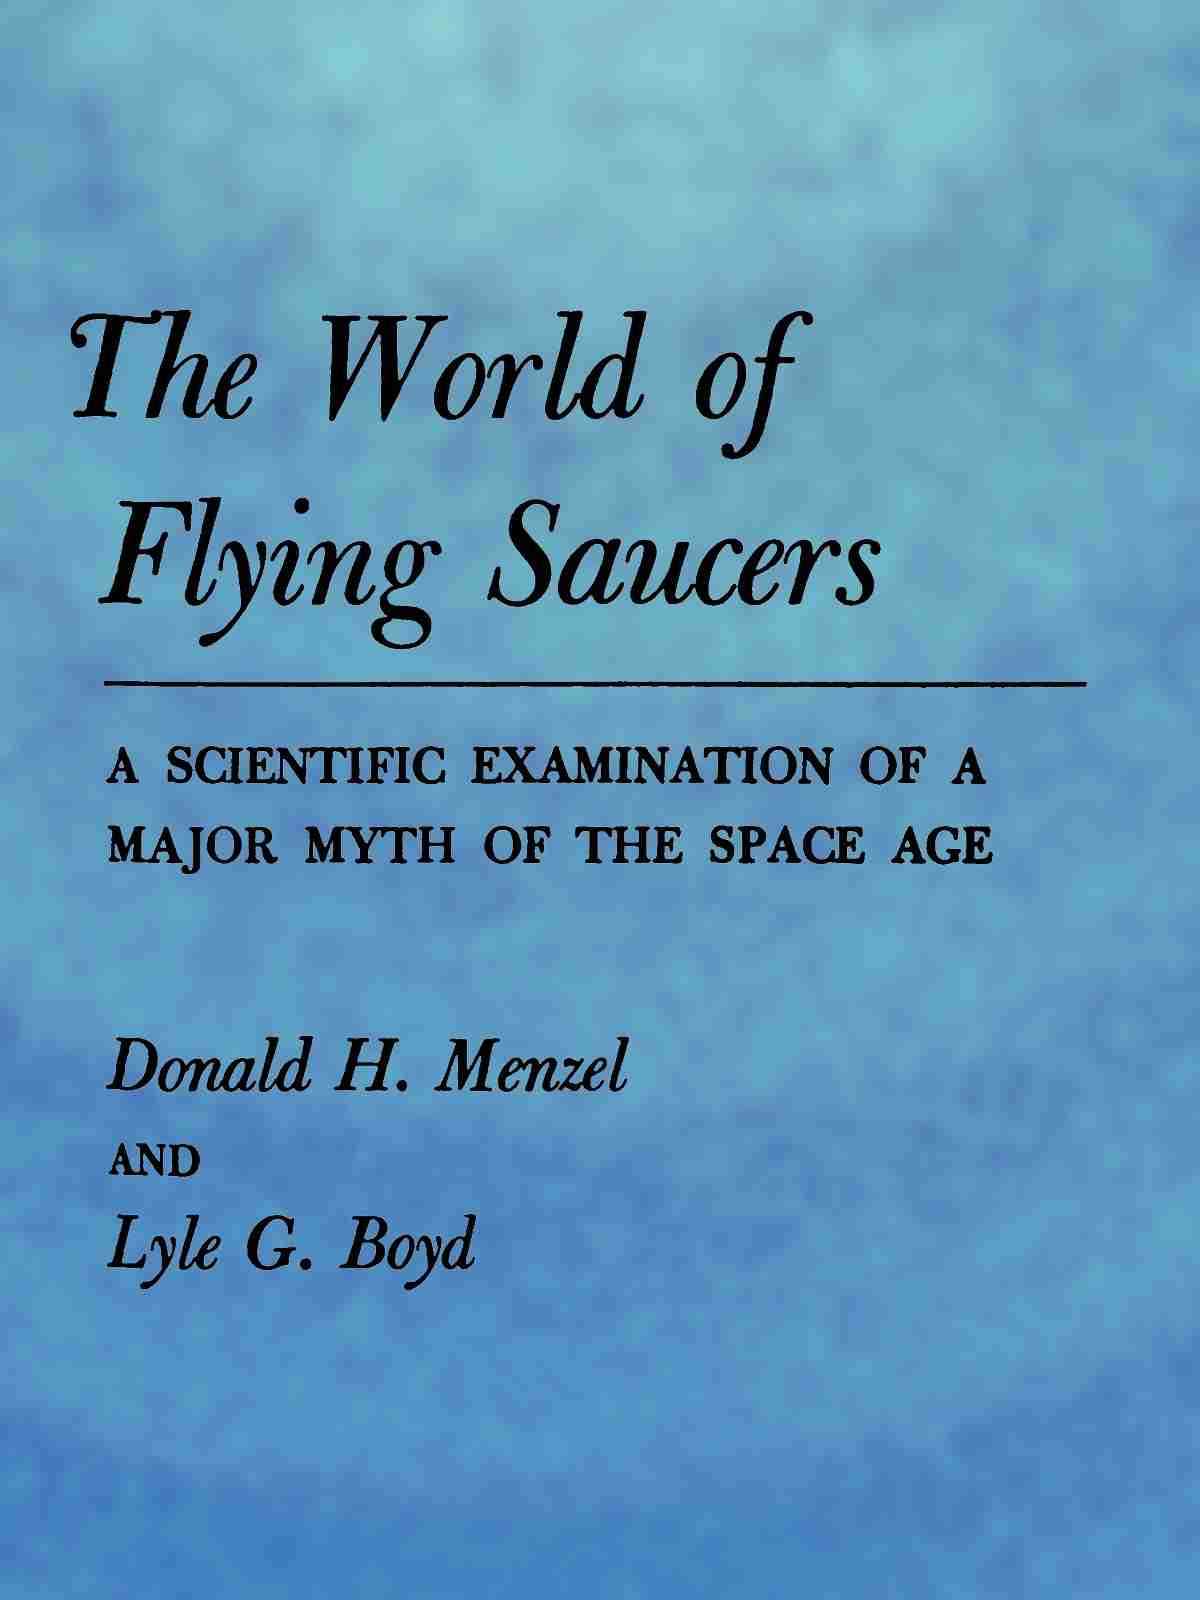 The World of
Flying Saucers
A SCIENTIFIC EXAMINATION OF A
MAJOR MYTH OF THE SPACE AGE
Donald H. Menzel
AND
Lyle G. Boyd